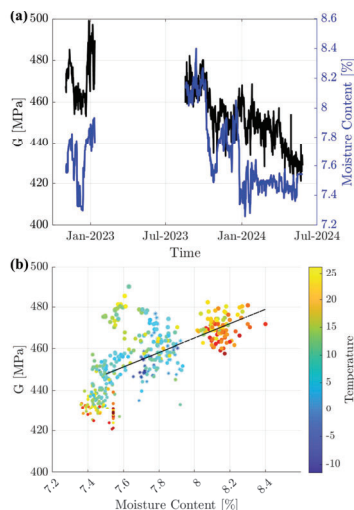 (a)
500
480
460
440
420
400
G [MPa]
8.6
8.4
8.2
8
7.8
7.6
7.4
7.2
Moisture Content [%]
Jan-2023 Jul-2023 Jan-2024 Jul-2024
Time
(b)
500
480
460
440
420
400
G [MPa]
7.2 7.4 7.6 7.8 8 8.2 8.4
Moisture Content [%]
25
20
15
10
5
0
-5
-10
Temperature